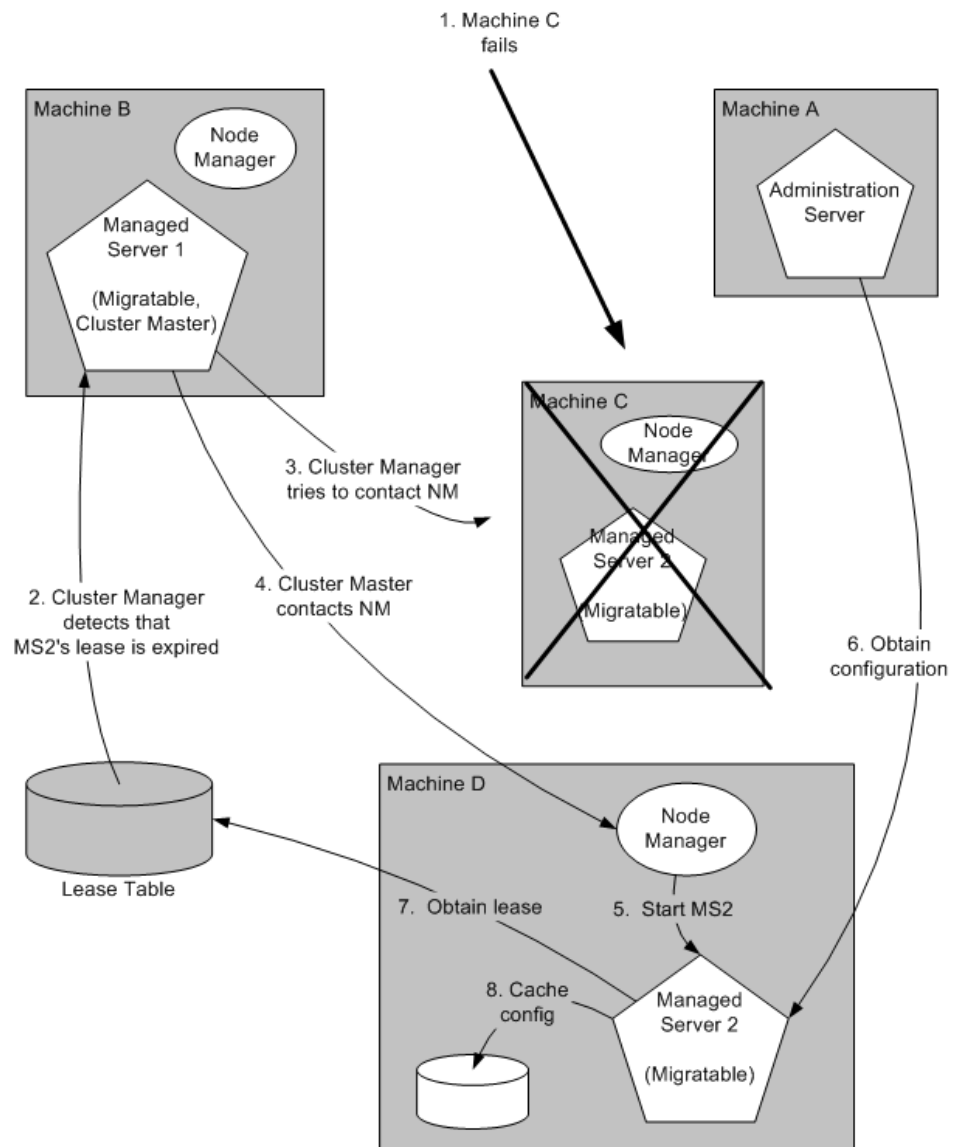 1. Machine C
fails
Machine B
Node
Manager
Managed
Server 1
(Migratable,
Cluster Master)
Machine A
Administration
Server
Machine C
Node
Manager
Managed
Server 2
Migratable)
3. Cluster Manager
tries to contact NM
4. Cluster Master
contacts NM
2. Cluster Manager
detects that
MS2's lease is expired
6. Obtain
configuration
Lease Table
Machine D
Node
Manager
7.  Obtain lease
5.  Start MS2
8. Cache
config
Managed
Server 2
(Migratable)